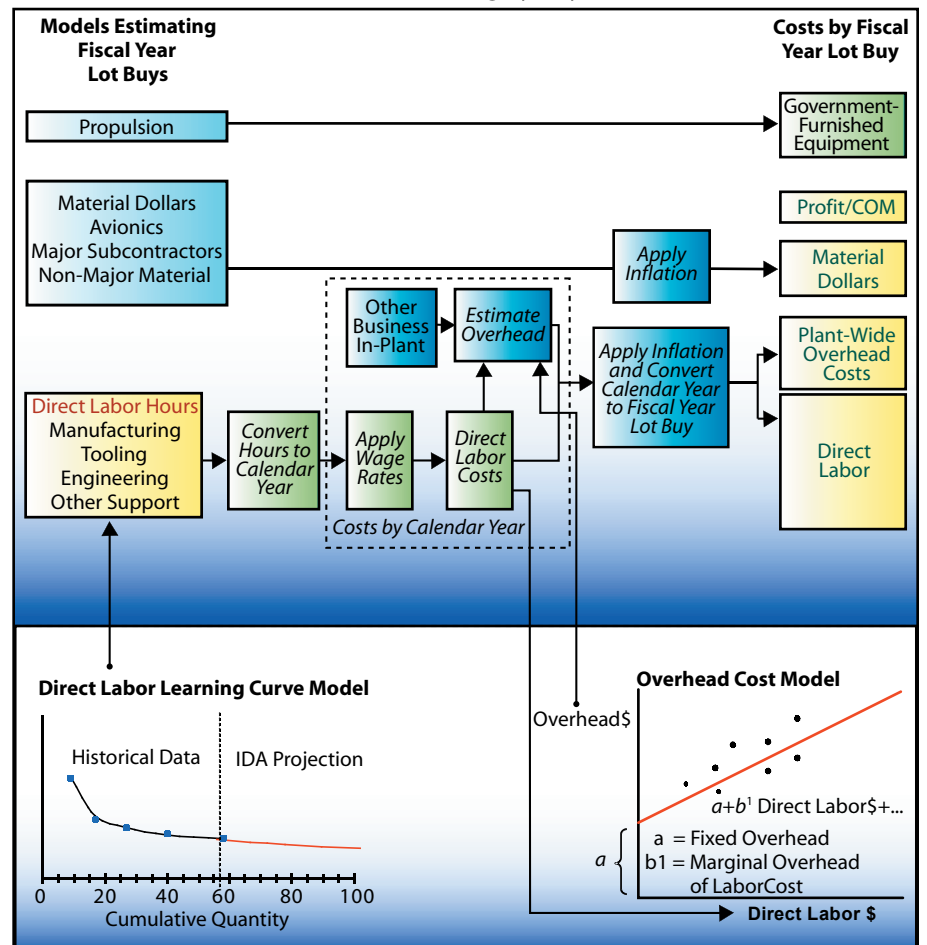 Models Estimating
Fiscal Year
Lot Buys
Costs by Fiscal
Year Lot Buy
Propulsion
Government-
Furnished
Equipment
Material Dollars
Avionics
Major Subcontractors
Non-Major Material
Profit/COM
Apply
Inflation
Material
Dollars
Other
Business
In-Plant
Estimate
Overhead
Apply Inflation
and Convert
Calendar Year
to Fiscal Year
Lot Buy
Plant-Wide
Overhead
Costs
Direct Labor Hours
Manufacturing
Tooling
Engineering
Other Support
Convert
Hours to
Calendar
Year
Apply
Wage
Rates
Direct
Labor
Costs
Direct
Labor
Costs by Calendar Year
Direct Labor Learning Curve Model
Historical Data
IDA Projection
0 20 40 60 80 100
Cumulative Quantity
Overhead$
Overhead Cost Model
a+b¹ Direct Labor$+...
a
a = Fixed Overhead
b1 = Marginal Overhead
of LaborCost
Direct Labor $